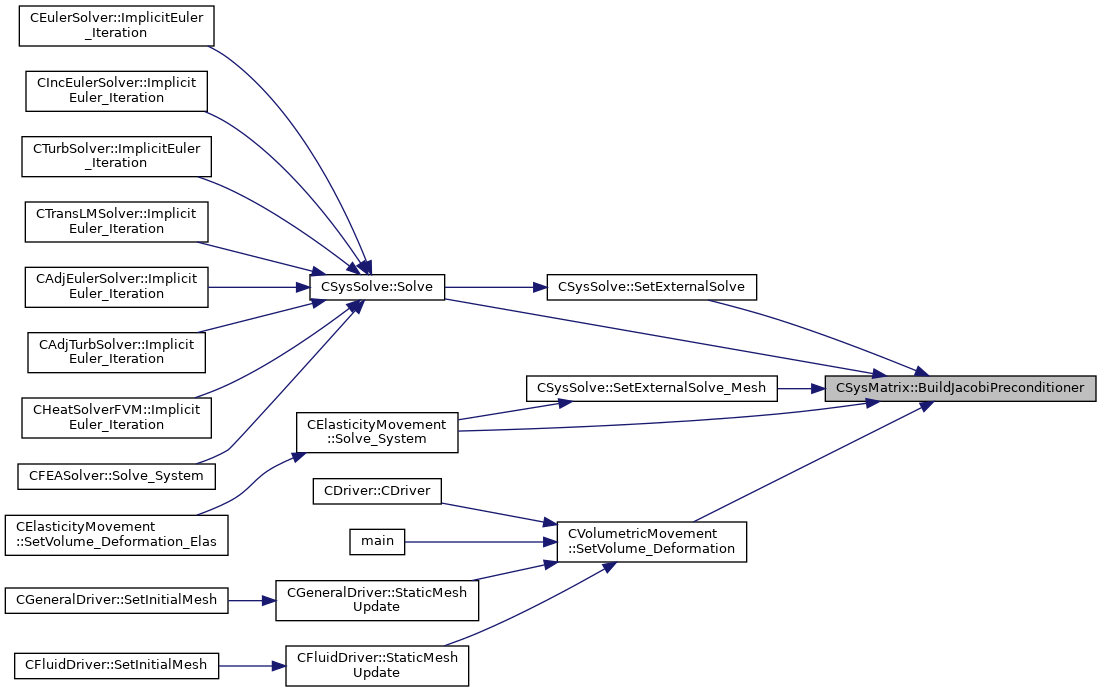 CEulerSolver::ImplicitEuler
_Iteration
CIncEulerSolver::Implicit
Euler_Iteration
CTurbSolver::ImplicitEuler
_Iteration
CTransLMSolver::Implicit
Euler_Iteration
CAdjEulerSolver::Implicit
Euler_Iteration
CAdjTurbSolver::Implicit
Euler_Iteration
CHeatSolverFVM::Implicit
Euler_Iteration
CFEASolver::Solve_System
CElasticityMovement
::SetVolume_Deformation_Elas
CGeneralDriver::SetInitialMesh
CFluidDriver::SetInitialMesh
CSysSolve::Solve
CElasticityMovement
::Solve_System
CDriver::CDriver
main
CGeneralDriver::StaticMesh
Update
CFluidDriver::StaticMesh
Update
CSysSolve::SetExternalSolve
CSysSolve::SetExternalSolve_Mesh
CVolumetricMovement
::SetVolume_Deformation
CSysMatrix::BuildJacobiPreconditioner